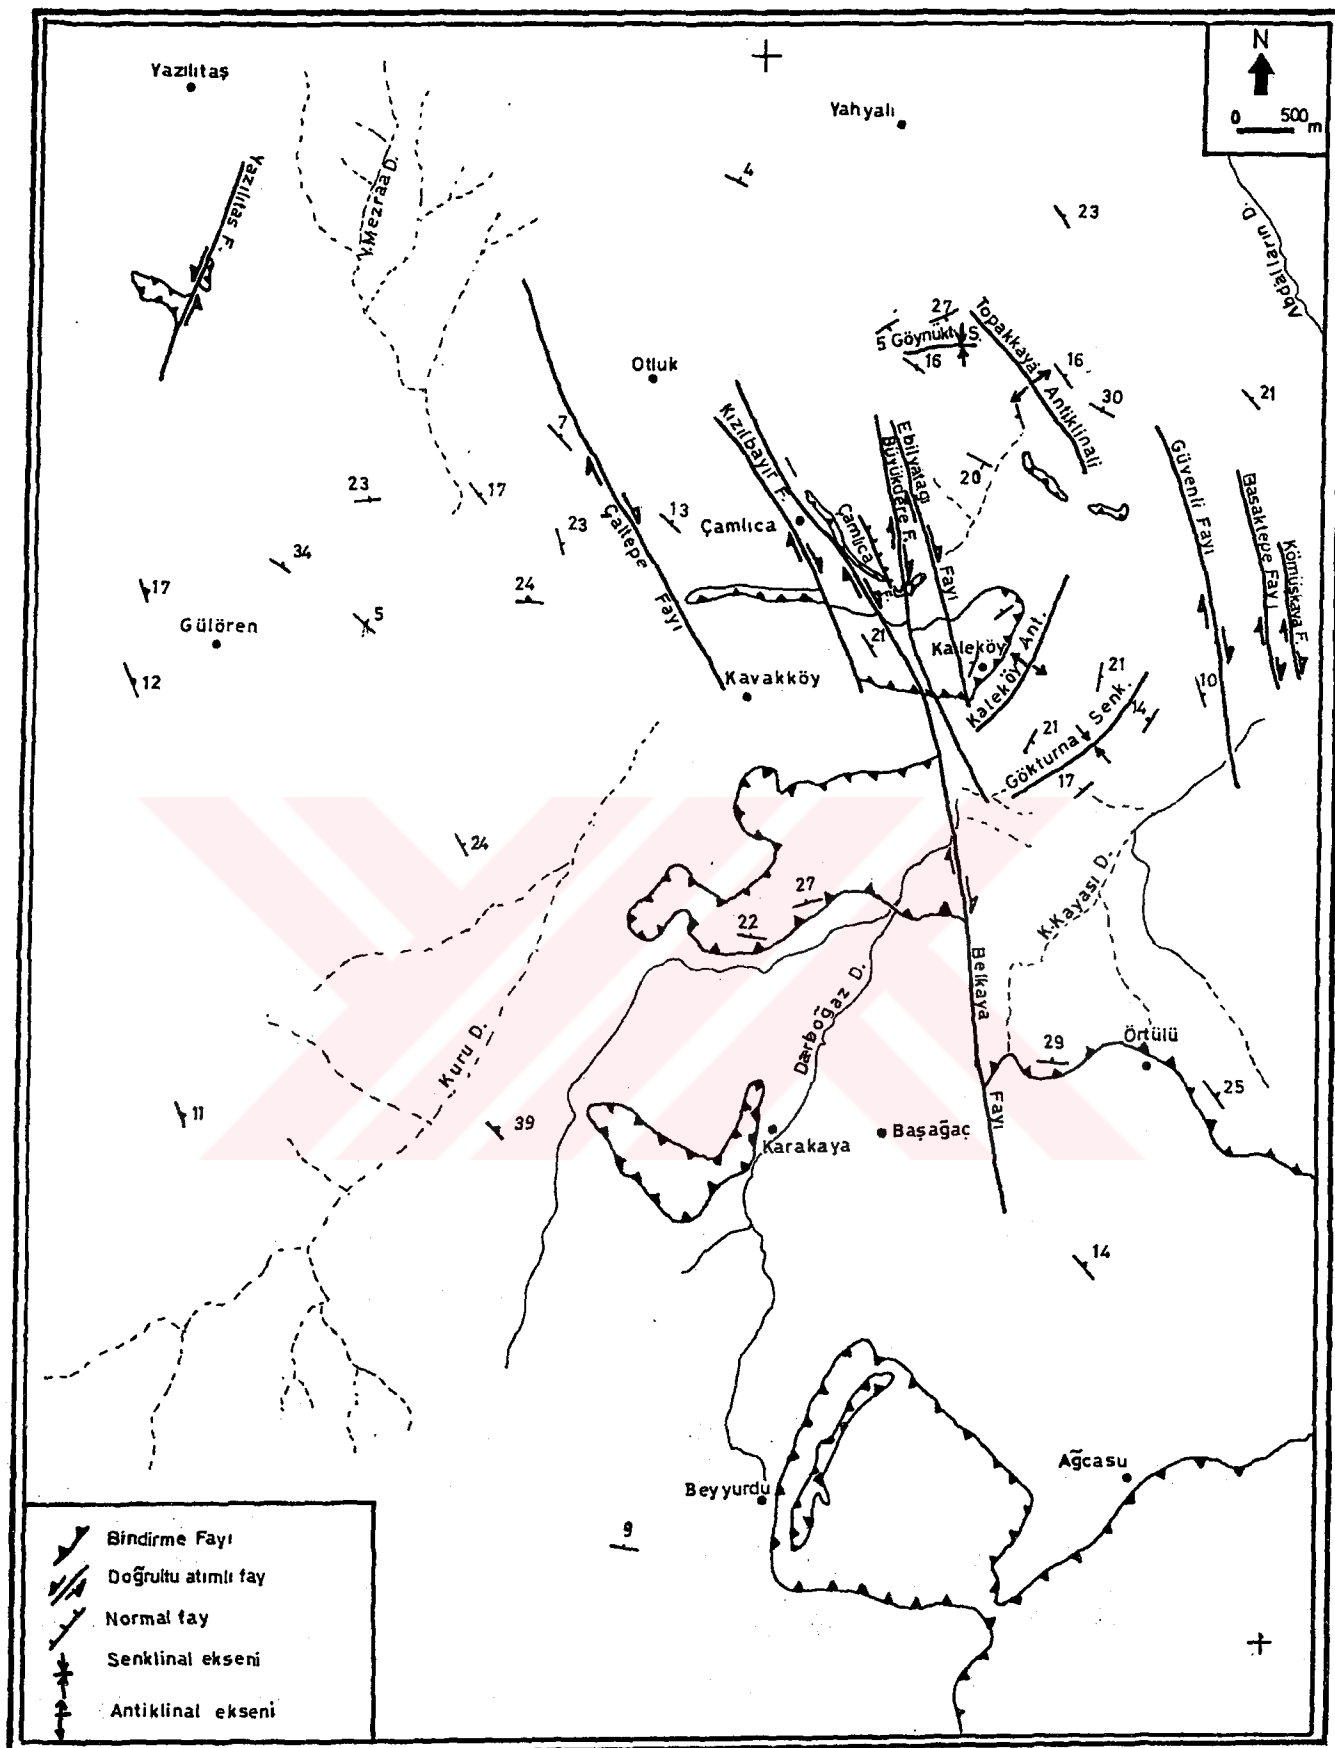 N
0 500 m
Yazılıtaş
Yahyalı
Yazılıtaş F.
Y.Mezraa D.
4
23
Abdalların D.
27
5 Göynüklü S.
16
Topakkaya Antiklinali
16
30
21
Otluk
7
Kızılbayır F.
Ebilyatağı Fayı
Büyükdere F.
20
Güvenli Fayı
Başaktepe Fayı
Kömüşkaya F.
23
17
23
13
Çaltepe Fayı
Çamlıca
Çamlıca F.
34
17
5
24
Gülören
12
21
Kaleköy
Kaleköy Ant.
Kavakköy
21
10
14
21
Gökturna Senk.
17
24
27
22
K.Kayası D.
Belkaya Fayı
Darboğaz D.
Kuru D.
29
Örtülü
25
11
39
Karakaya
Başağaç
14
Ağcasu
Beyyurdu
9
Bindirme Fayı
Doğrultu atımlı fay
Normal fay
Senklinal ekseni
Antiklinal ekseni